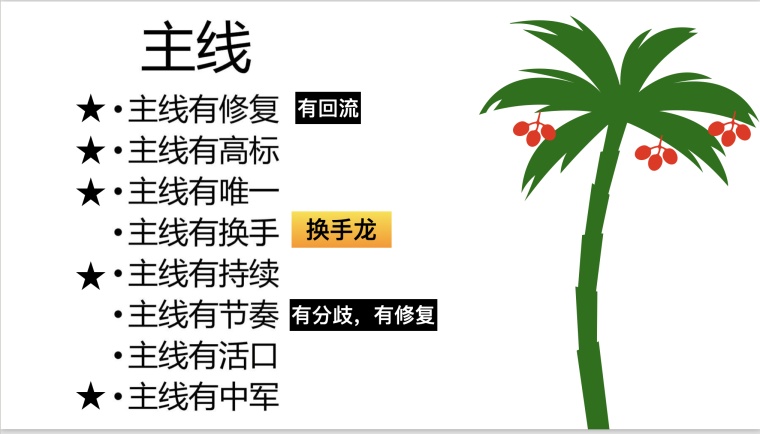 主线
★•主线有修复 有回流
★•主线有高标
★•主线有唯一
•主线有换手 换手龙
★•主线有持续
•主线有节奏 有分歧，有修复
•主线有活口
★•主线有中军